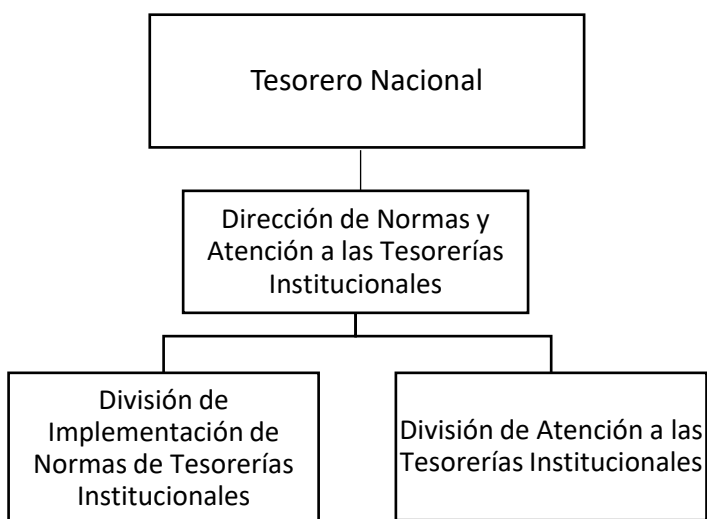 Tesorero Nacional
Dirección de Normas y
Atención a las Tesorerías
Institucionales
División de
Implementación de
Normas de Tesorerías
Institucionales
División de Atención a las
Tesorerías Institucionales